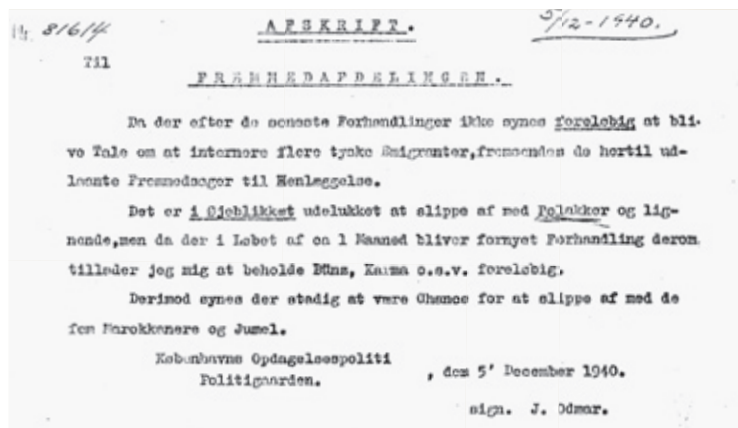 Nr. 81614
AFSKRIFT.
5/12-1940.
Til
FREMMEDAFDELINGEN.
Da der efter de seneste Forhandlinger ikke synes foreløbig at bli-
ve Tale om at internere flere tyske Emigranter,fremsendes de hertil ud-
laante Fremmedsager til Henlæggelse.
Det er i Øjeblikket udelukket at slippe af med Polakker og lig-
nende,men da der i Løbet af ca 1 Maaned bliver fornyet Forhandling derom
tillader jeg mig at beholde Karma o.s.v. foreløbig.
Derimod synes der stadig at være Chance for at slippe af med de
fem Marokkanere og Jumel.
Københavns Opdagelsespoliti
Politigaarden.
, den 5' December 1940.
sign. J. Odmar.